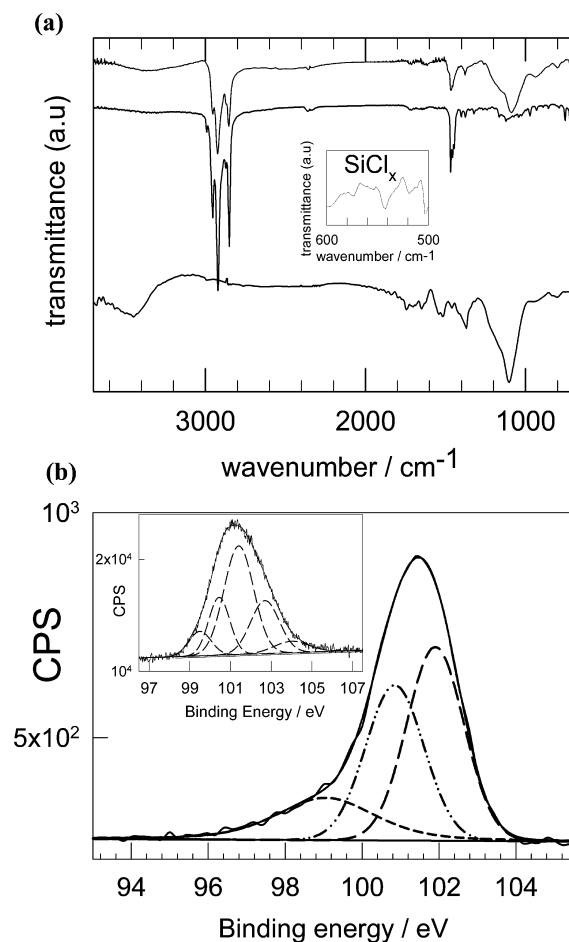 (a)
transmittance (a.u)
transmittance (a.u)
SiClx
600
500
wavenumber / cm-1
3000
2000
1000
wavenumber / cm-1
(b)
10³
CPS
5x10²
2x10⁴
CPS
10⁴
97
99
101
103
105
107
Binding Energy / eV
94
96
98
100
102
104
Binding energy / eV